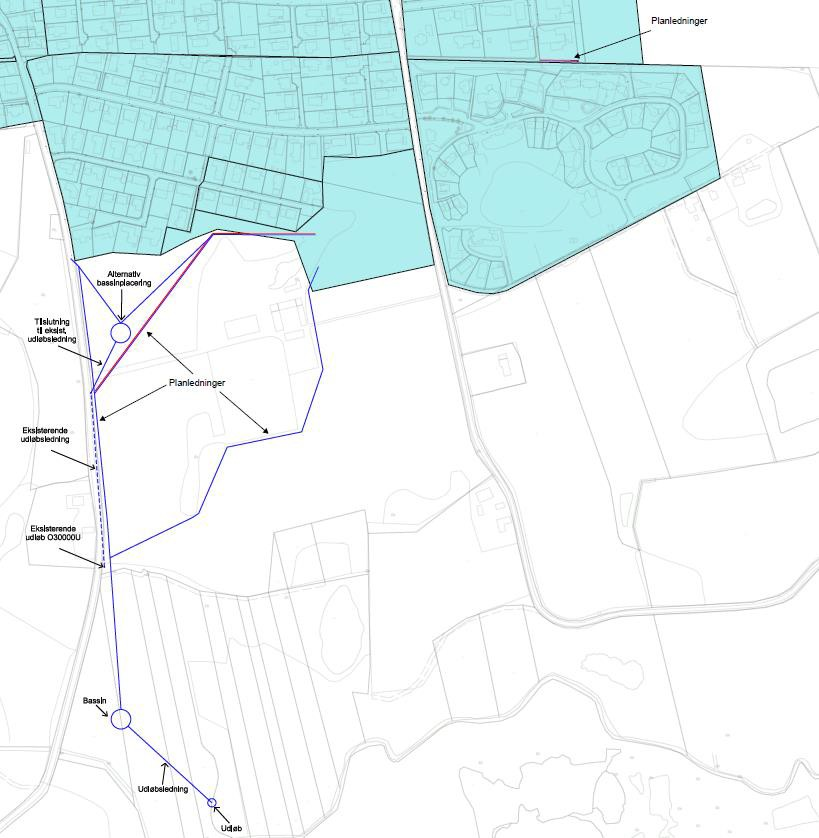 Planledninger
Alternativ
bassinplacering
Tilslutning
til eksist.
udløbsledning
Planledninger
Eksisterende
udløbsledning
Eksisterende
udløb O30000U
Bassin
Udløbsledning
Udløb